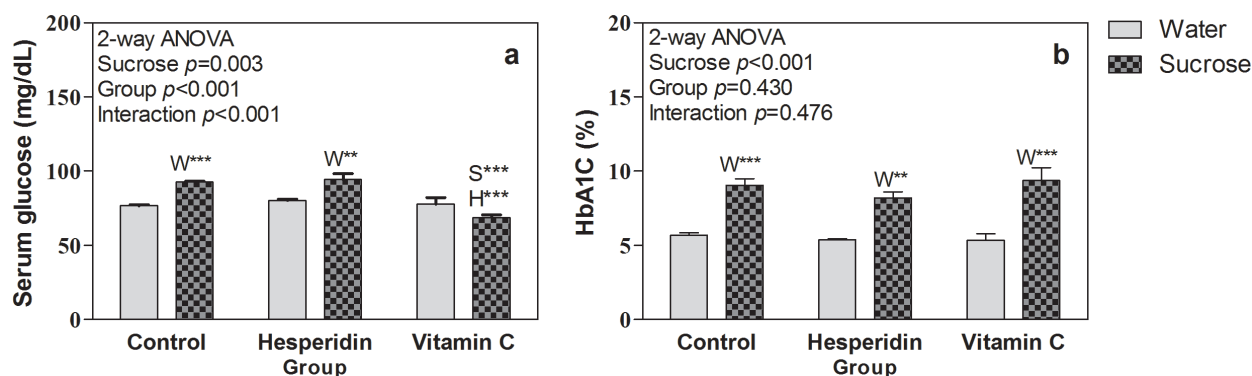 200
150
100
50
0
Serum glucose (mg/dL)
2-way ANOVA
Sucrose p=0.003
Group p<0.001
Interaction p<0.001
a
W***
W**
S***
H***
Control
Hesperidin
Vitamin C
Group
20
15
10
5
0
HbA1C (%)
2-way ANOVA
Sucrose p<0.001
Group p=0.430
Interaction p=0.476
b
W***
W**
W***
Control
Hesperidin
Vitamin C
Group
Water
Sucrose